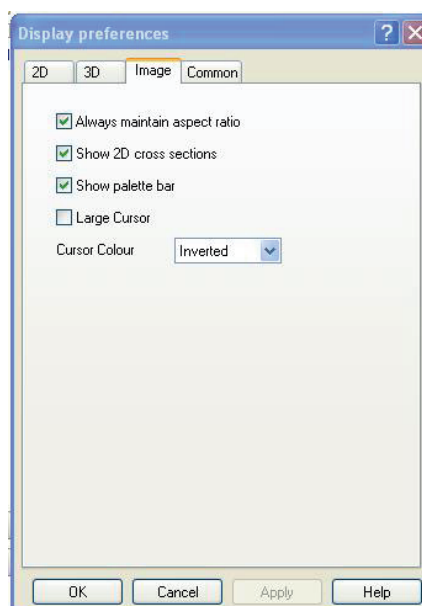 Display preferences
2D 3D Image Common
Always maintain aspect ratio
Show 2D cross sections
Show palette bar
Large Cursor
Cursor Colour Inverted
OK Cancel Apply Help